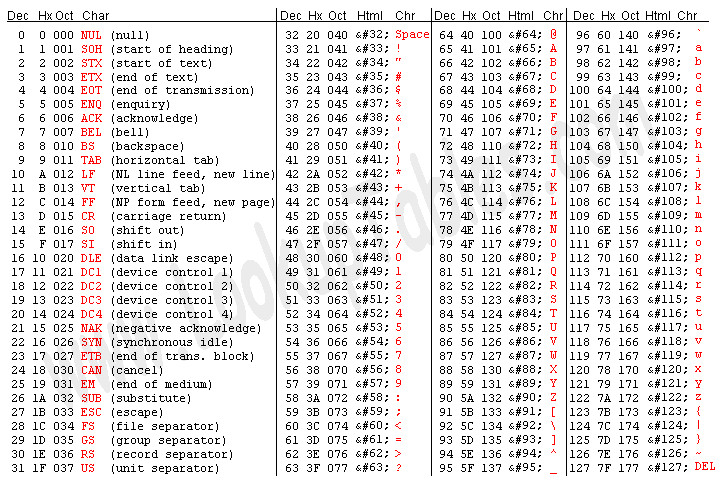 Dec Hx Oct Char Dec Hx Oct Html Chr Dec Hx Oct Html Chr Dec Hx Oct Html Chr
0 0 000 NUL (null) 32 20 040 &#32; Space 64 40 100 &#64; @ 96 60 140 &#96; `
1 1 001 SOH (start of heading) 33 21 041 &#33; ! 65 41 101 &#65; A 97 61 141 &#97; a
2 2 002 STX (start of text) 34 22 042 &#34; " 66 42 102 &#66; B 98 62 142 &#98; b
3 3 003 ETX (end of text) 35 23 043 &#35; # 67 43 103 &#67; C 99 63 143 &#99; c
4 4 004 EOT (end of transmission) 36 24 044 &#36; $ 68 44 104 &#68; D 100 64 144 &#100; d
5 5 005 ENQ (enquiry) 37 25 045 &#37; % 69 45 105 &#69; E 101 65 145 &#101; e
6 6 006 ACK (acknowledge) 38 26 046 &#38; & 70 46 106 &#70; F 102 66 146 &#102; f
7 7 007 BEL (bell) 39 27 047 &#39; ' 71 47 107 &#71; G 103 67 147 &#103; g
8 8 010 BS (backspace) 40 28 050 &#40; ( 72 48 110 &#72; H 104 68 150 &#104; h
9 9 011 TAB (horizontal tab) 41 29 051 &#41; ) 73 49 111 &#73; I 105 69 151 &#105; i
10 A 012 LF (NL line feed, new line) 42 2A 052 &#42; * 74 4A 112 &#74; J 106 6A 152 &#106; j
11 B 013 VT (vertical tab) 43 2B 053 &#43; + 75 4B 113 &#75; K 107 6B 153 &#107; k
12 C 014 FF (NP form feed, new page) 44 2C 054 &#44; , 76 4C 114 &#76; L 108 6C 154 &#108; l
13 D 015 CR (carriage return) 45 2D 055 &#45; - 77 4D 115 &#77; M 109 6D 155 &#109; m
14 E 016 SO (shift out) 46 2E 056 &#46; . 78 4E 116 &#78; N 110 6E 156 &#110; n
15 F 017 SI (shift in) 47 2F 057 &#47; / 79 4F 117 &#79; O 111 6F 157 &#111; o
16 10 020 DLE (data link escape) 48 30 060 &#48; 0 80 50 120 &#80; P 112 70 160 &#112; p
17 11 021 DC1 (device control 1) 49 31 061 &#49; 1 81 51 121 &#81; Q 113 71 161 &#113; q
18 12 022 DC2 (device control 2) 50 32 062 &#50; 2 82 52 122 &#82; R 114 72 162 &#114; r
19 13 023 DC3 (device control 3) 51 33 063 &#51; 3 83 53 123 &#83; S 115 73 163 &#115; s
20 14 024 DC4 (device control 4) 52 34 064 &#52; 4 84 54 124 &#84; T 116 74 164 &#116; t
21 15 025 NAK (negative acknowledge) 53 35 065 &#53; 5 85 55 125 &#85; U 117 75 165 &#117; u
22 16 026 SYN (synchronous idle) 54 36 066 &#54; 6 86 56 126 &#86; V 118 76 166 &#118; v
23 17 027 ETB (end of trans. block) 55 37 067 &#55; 7 87 57 127 &#87; W 119 77 167 &#119; w
24 18 030 CAN (cancel) 56 38 070 &#56; 8 88 58 130 &#88; X 120 78 170 &#120; x
25 19 031 EM (end of medium) 57 39 071 &#57; 9 89 59 131 &#89; Y 121 79 171 &#121; y
26 1A 032 SUB (substitute) 58 3A 072 &#58; : 90 5A 132 &#90; Z 122 7A 172 &#122; z
27 1B 033 ESC (escape) 59 3B 073 &#59; ; 91 5B 133 &#91; [ 123 7B 173 &#123; {
28 1C 034 FS (file separator) 60 3C 074 &#60; < 92 5C 134 &#92; \ 124 7C 174 &#124; |
29 1D 035 GS (group separator) 61 3D 075 &#61; = 93 5D 135 &#93; ] 125 7D 175 &#125; }
30 1E 036 RS (record separator) 62 3E 076 &#62; > 94 5E 136 &#94; ^ 126 7E 176 &#126; ~
31 1F 037 US (unit separator) 63 3F 077 &#63; ? 95 5F 137 &#95; _ 127 7F 177 &#127; DEL